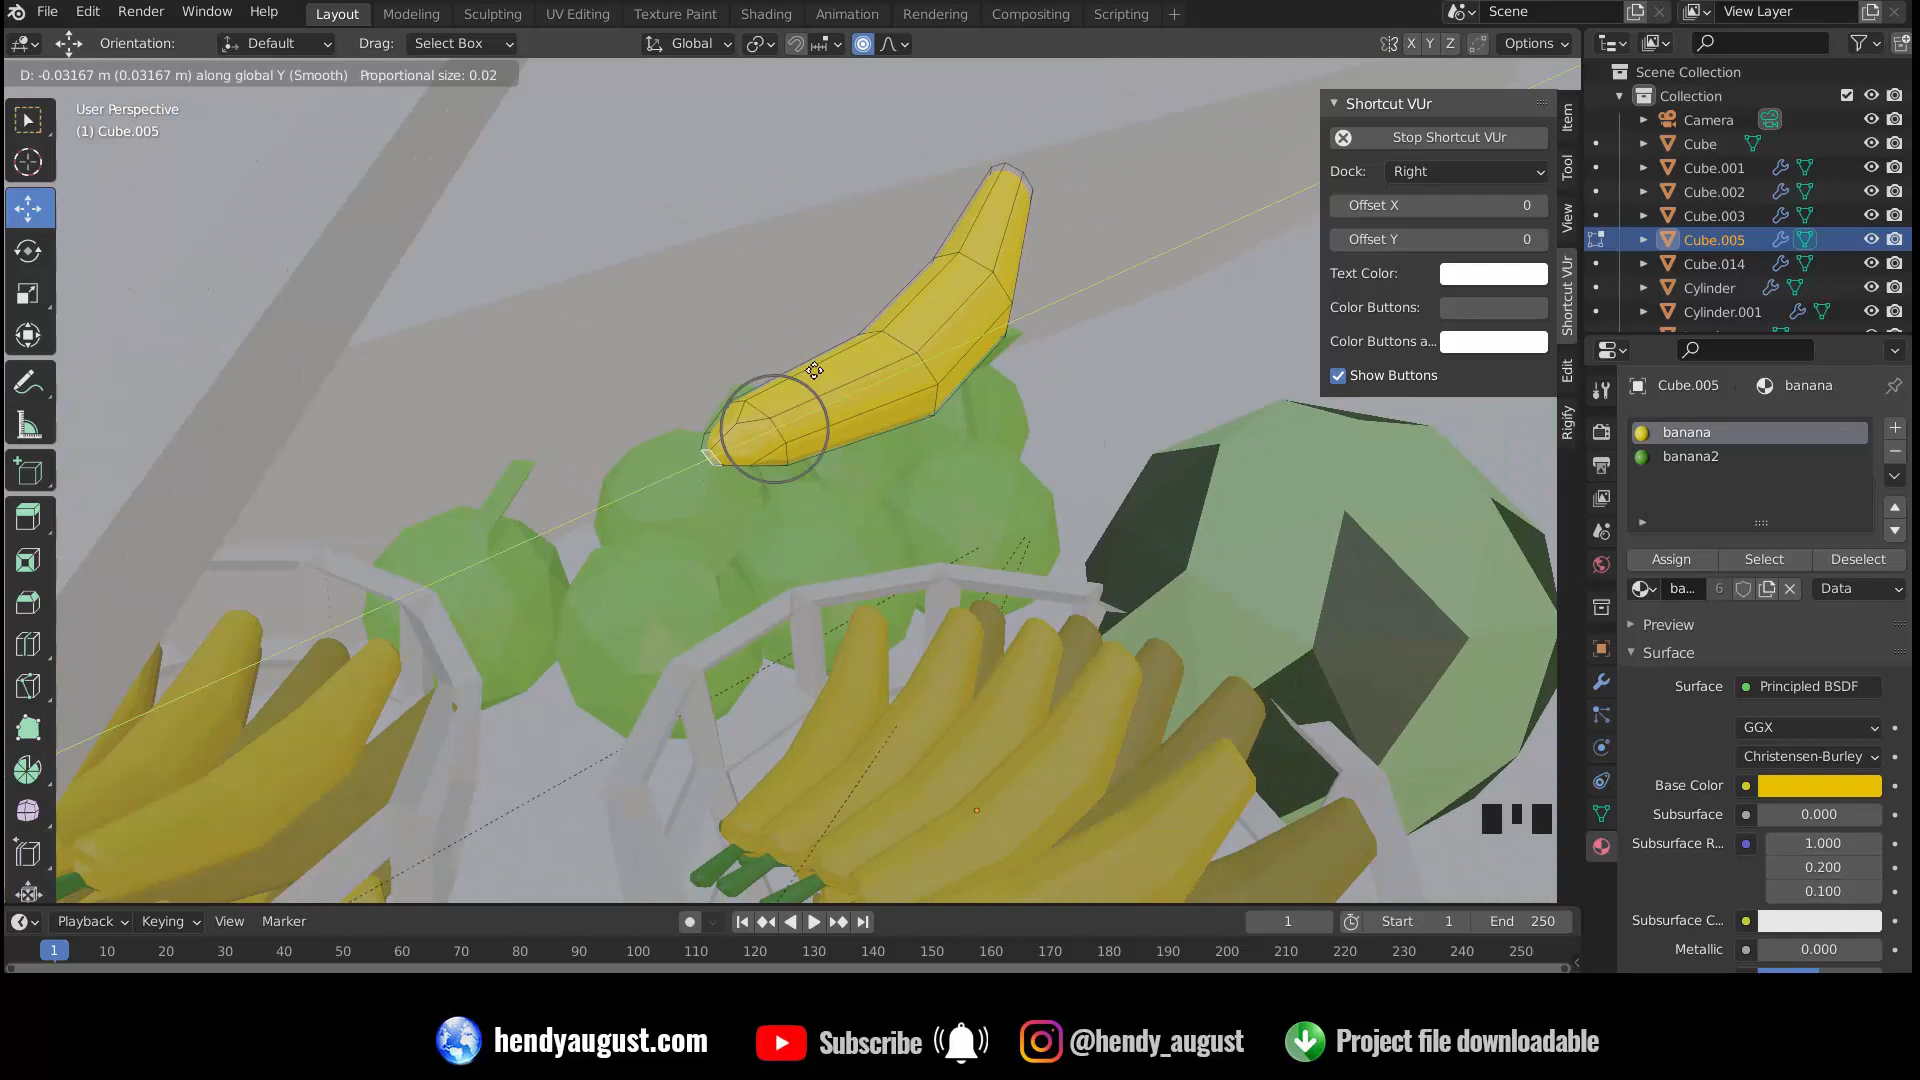 File Edit Render Window Help Layout Modeling Sculpting UV Editing Texture Paint Shading Animation Rendering Compositing Scripting + Scene View Layer
Orientation: Default Drag: Select Box Global X Y Z Options
D: -0.03167 m (0.03167 m) along global Y (Smooth) Proportional size: 0.02
User Perspective
(1) Cube.005
Shortcut VUr
Stop Shortcut VUr
Dock: Right
Offset X 0
Offset Y 0
Text Color:
Color Buttons:
Color Buttons a...
Show Buttons
Item
Tool
View
Shortcut VUr
Edit
Rigify
Scene Collection
Collection
Camera
Cube
Cube.001
Cube.002
Cube.003
Cube.005
Cube.014
Cylinder
Cylinder.001
Cube.005 banana
banana
banana2
Assign Select Deselect
ba... 6 Data
Preview
Surface
Surface Principled BSDF
GGX
Christensen-Burley
Base Color
Subsurface 0.000
Subsurface R... 1.000
0.200
0.100
Subsurface C...
Metallic 0.000
Playback Keying View Marker 1 Start 1 End 250
1 10 20 30 40 50 60 70 80 90 100 110 120 130 140 150 160 170 180 190 200 210 220 230 240 250
hendyaugust.com Subscribe @hendy_august Project file downloadable